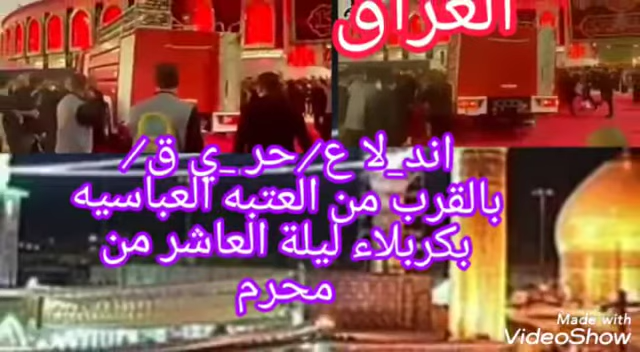 العراق
اند_لا ع/حر_ي ق/
بالقرب من العتبه العباسيه
بكربلاء ليلة العاشر من
محرم
Made with
VideoShow